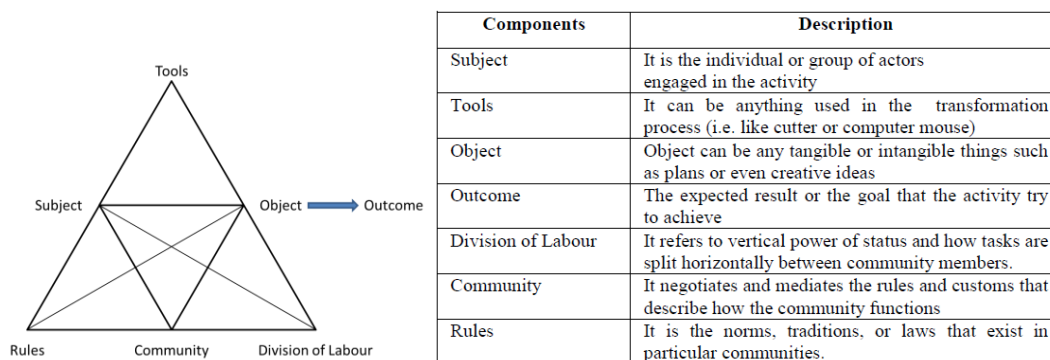 Tools
Subject
Object
Outcome
Rules
Community
Division of Labour
Components
Description
Subject
It is the individual or group of actors
engaged in the activity
Tools
It can be anything used in the transformation
process (i.e. like cutter or computer mouse)
Object
Object can be any tangible or intangible things such
as plans or even creative ideas
Outcome
The expected result or the goal that the activity try
to achieve
Division of Labour
It refers to vertical power of status and how tasks are
split horizontally between community members.
Community
It negotiates and mediates the rules and customs that
describe how the community functions
Rules
It is the norms, traditions, or laws that exist in
particular communities.